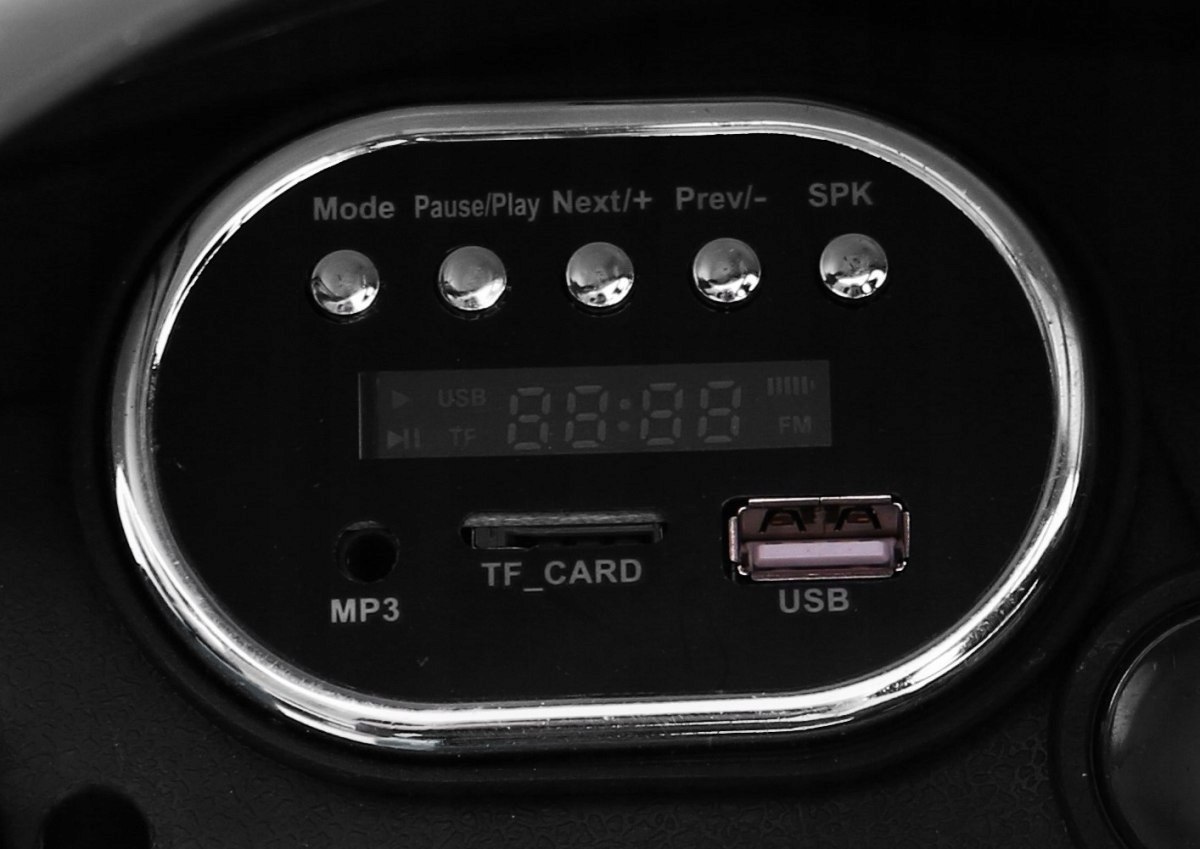 Mode Pause/Play Next/+ Prev/- SPK
USB 88:88
TF FM
TF_CARD
MP3 USB